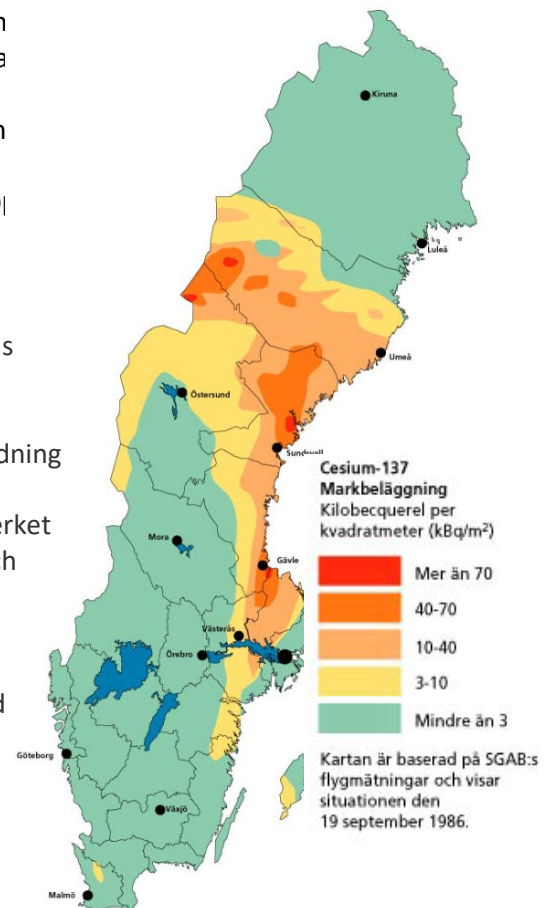 dning
erket
Kiruna
Luleå
Umeå
Östersund
Mora
Gävle
Västerås
Örebro
Göteborg
Växjö
Malmö
Cesium-137
Markbeläggning
Kilobecquerel per
kvadratmeter (kBq/m²)
Mer än 70
40-70
10-40
3-10
Mindre än 3
Kartan är baserad på SGAB:s
flygmätningar och visar
situationen den
19 september 1986.